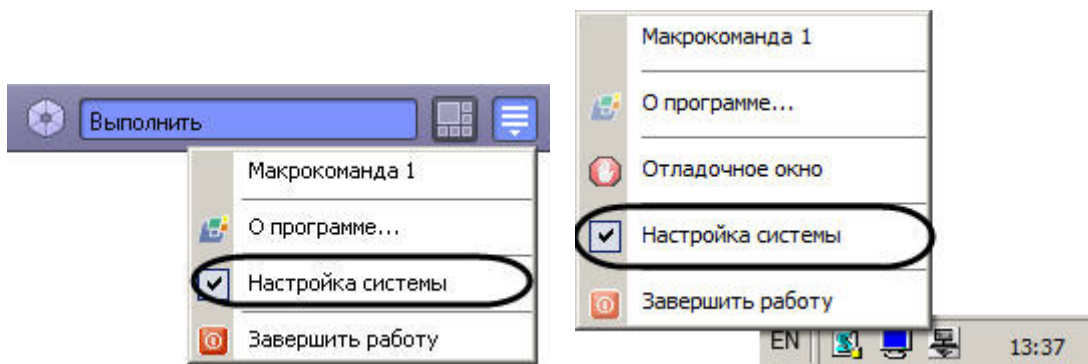 Выполнить
Макрокоманда 1
О программе...
Настройка системы
Завершить работу
Макрокоманда 1
О программе...
Отладочное окно
Настройка системы
Завершить работу
EN 13:37